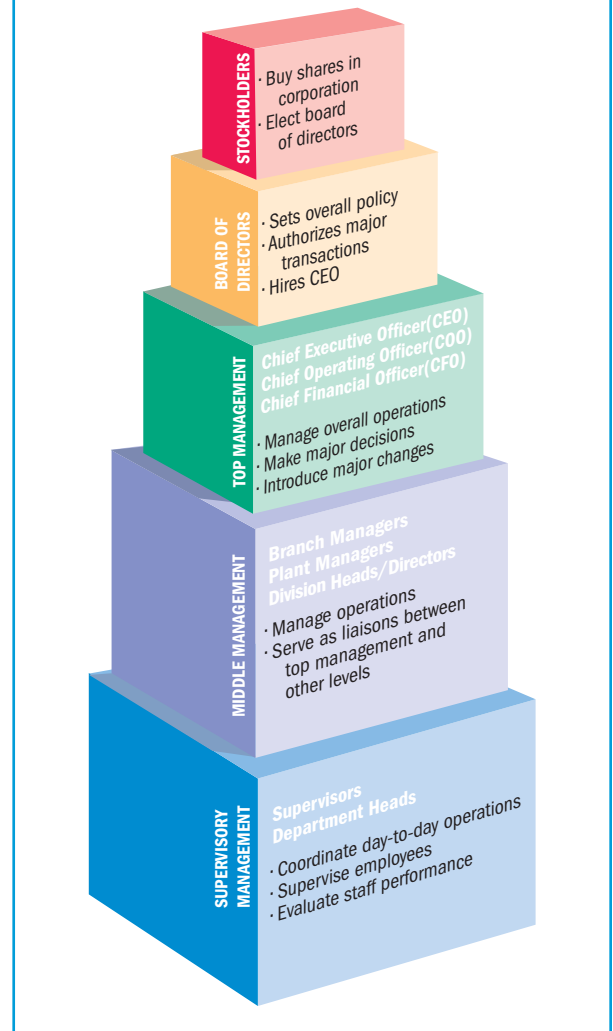 STOCKHOLDERS
· Buy shares in
corporation
· Elect board
of directors
BOARD OF
DIRECTORS
· Sets overall policy
· Authorizes major
transactions
· Hires CEO
TOP MANAGEMENT
Chief Executive Officer(CEO)
Chief Operating Officer(COO)
Chief Financial Officer(CFO)
· Manage overall operations
· Make major decisions
· Introduce major changes
MIDDLE MANAGEMENT
Branch Managers
Plant Managers
Division Heads/Directors
· Manage operations
· Serve as liaisons between
top management and
other levels
SUPERVISORY
MANAGEMENT
Supervisors
Department Heads
· Coordinate day-to-day operations
· Supervise employees
· Evaluate staff performance